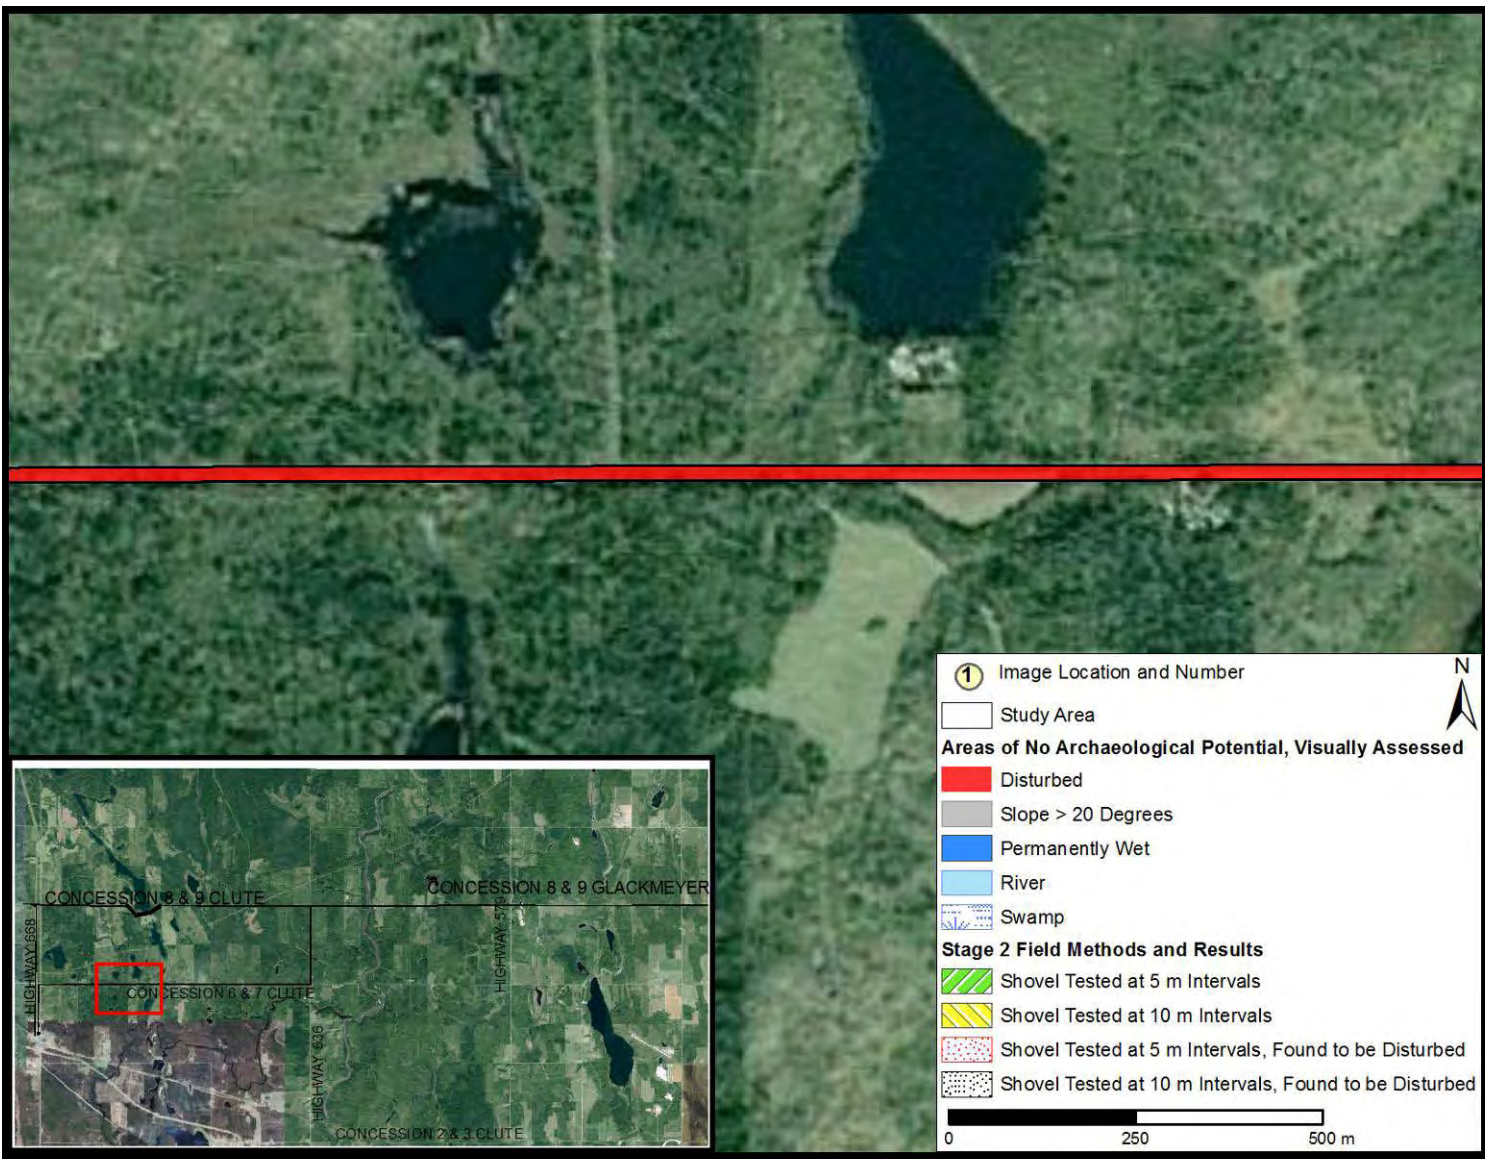 1 Image Location and Number
N
Study Area
Areas of No Archaeological Potential, Visually Assessed
Disturbed
Slope > 20 Degrees
Permanently Wet
River
Swamp
Stage 2 Field Methods and Results
Shovel Tested at 5 m Intervals
Shovel Tested at 10 m Intervals
Shovel Tested at 5 m Intervals, Found to be Disturbed
Shovel Tested at 10 m Intervals, Found to be Disturbed
0 250 500 m
CONCESSION 8 & 9 CLUTE
CONCESSION 8 & 9 GLACKMEYER
HIGHWAY 668
HIGHWAY 579
CONCESSION 6 & 7 CLUTE
HIGHWAY 636
CONCESSION 2 & 3 CLUTE